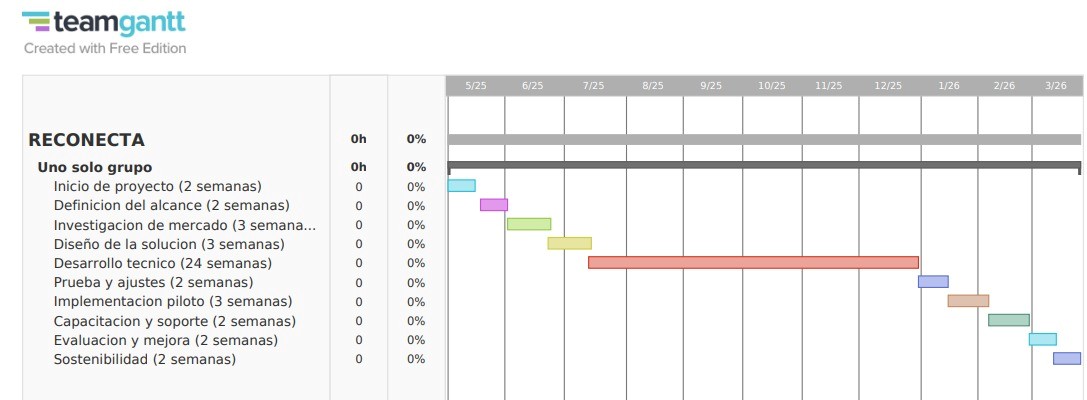 teamgantt
Created with Free Edition
5/25 6/25 7/25 8/25 9/25 10/25 11/25 12/25 1/26 2/26 3/26
RECONECTA 0h 0%
Uno solo grupo 0h 0%
Inicio de proyecto (2 semanas) 0 0%
Definicion del alcance (2 semanas) 0 0%
Investigacion de mercado (3 semana... 0 0%
Diseño de la solucion (3 semanas) 0 0%
Desarrollo tecnico (24 semanas) 0 0%
Prueba y ajustes (2 semanas) 0 0%
Implementacion piloto (3 semanas) 0 0%
Capacitacion y soporte (2 semanas) 0 0%
Evaluacion y mejora (2 semanas) 0 0%
Sostenibilidad (2 semanas) 0 0%